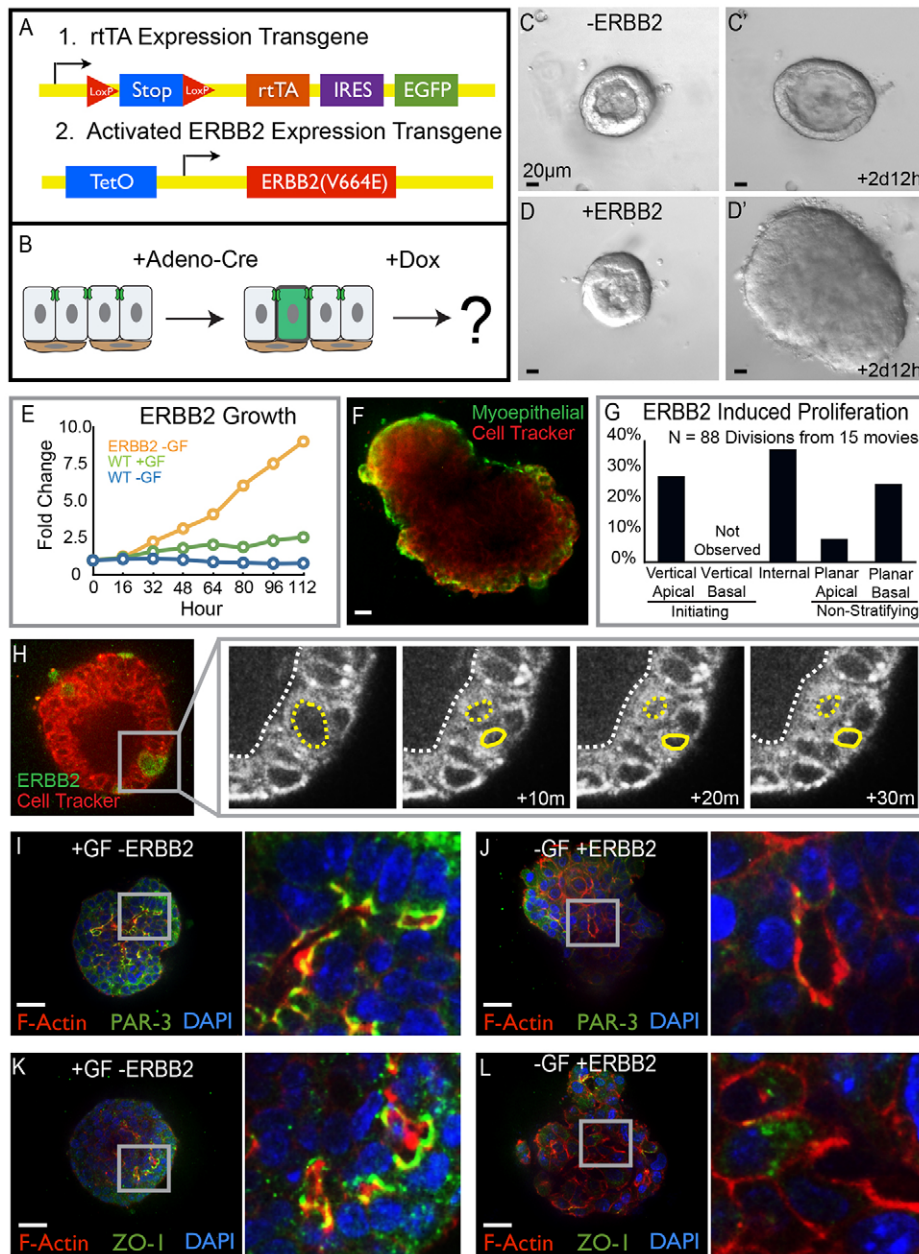 A
1. rtTA Expression Transgene
LoxP Stop LoxP rtTA IRES EGFP
2. Activated ERBB2 Expression Transgene
TetO ERBB2(V664E)
B
+Adeno-Cre +Dox
?
C -ERBB2
20µm
C'
+2d12h
D +ERBB2
D'
+2d12h
E ERBB2 Growth
Fold Change
10.0
7.5
5.0
2.5
0
ERBB2 -GF
WT +GF
WT -GF
0 16 32 48 64 80 96 112
Hour
F Myoepithelial
Cell Tracker
G ERBB2 Induced Proliferation
N = 88 Divisions from 15 movies
40%
30%
20%
10%
0%
Not
Observed
Vertical Vertical Internal Planar Planar
Apical Basal Apical Basal
Initiating Non-Stratifying
H
ERBB2
Cell Tracker
+10m
+20m
+30m
I +GF -ERBB2
F-Actin PAR-3 DAPI
J -GF +ERBB2
F-Actin PAR-3 DAPI
K +GF -ERBB2
F-Actin ZO-1 DAPI
L -GF +ERBB2
F-Actin ZO-1 DAPI